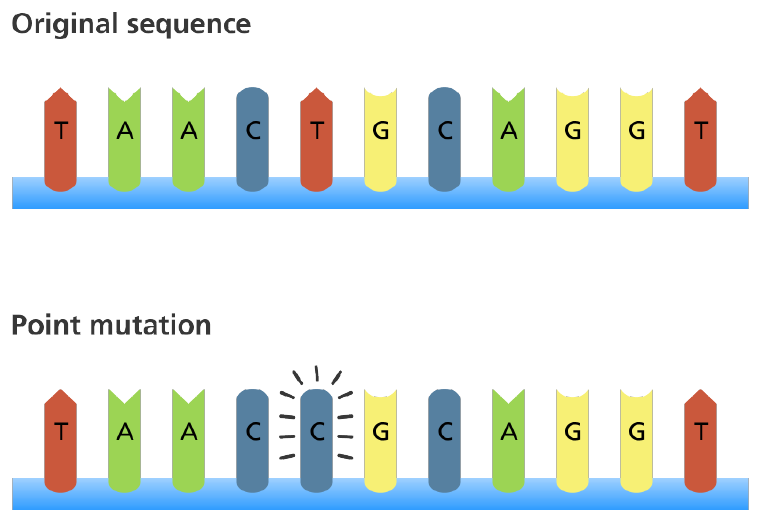 Original sequence
T A A C T G C A G G T
Point mutation
T A A C C G C A G G T